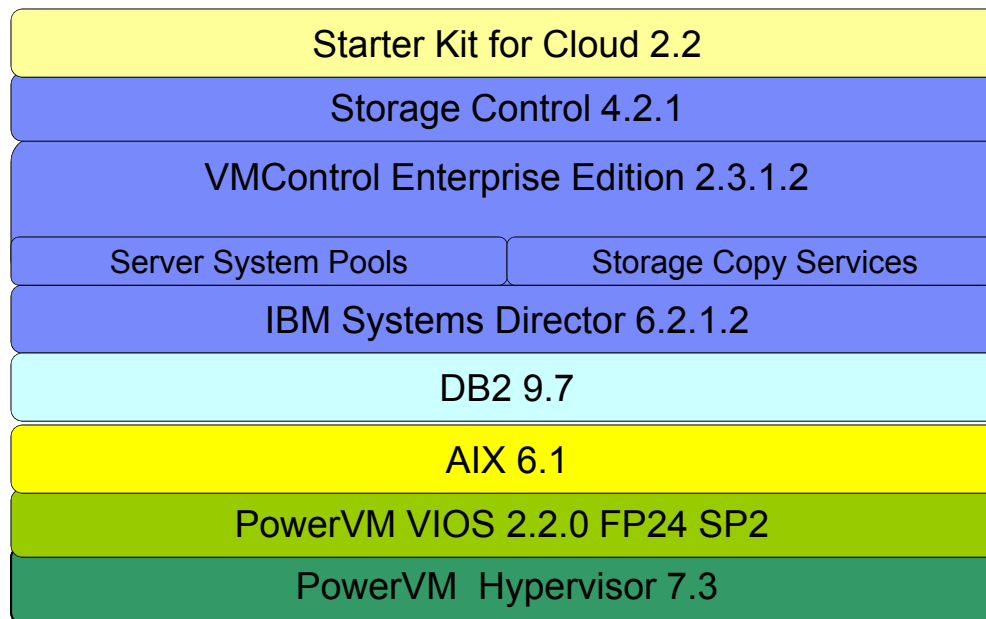 Starter Kit for Cloud 2.2
Storage Control 4.2.1
VMControl Enterprise Edition 2.3.1.2
Server System Pools
Storage Copy Services
IBM Systems Director 6.2.1.2
DB2 9.7
AIX 6.1
PowerVM VIOS 2.2.0 FP24 SP2
PowerVM  Hypervisor 7.3